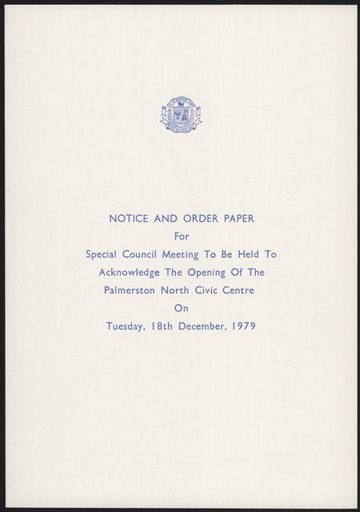 NOTICE AND ORDER PAPER
For
Special Council Meeting To Be Held To
Acknowledge The Opening Of The
Palmerston North Civic Centre
On
Tuesday, 18th December, 1979